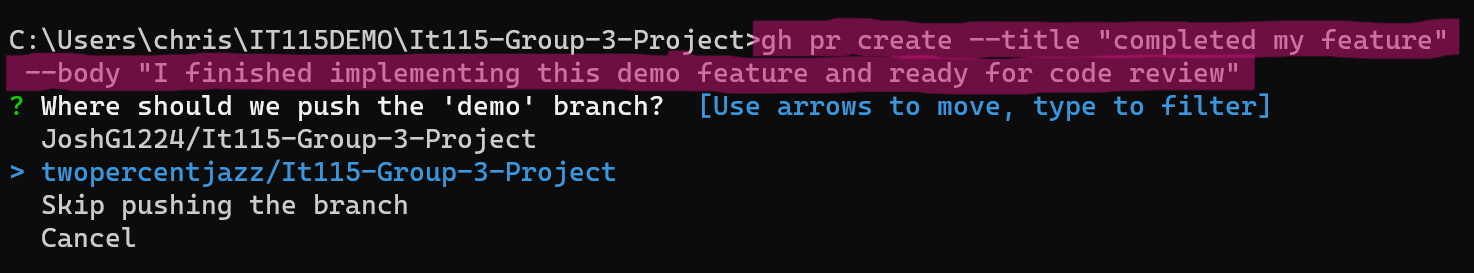 C:\Users\chris\IT115DEMO\It115-Group-3-Project>gh pr create --title "completed my feature"
--body "I finished implementing this demo feature and ready for code review"
? Where should we push the 'demo' branch?  [Use arrows to move, type to filter]
JoshG1224/It115-Group-3-Project
> twopercentjazz/It115-Group-3-Project
Skip pushing the branch
Cancel